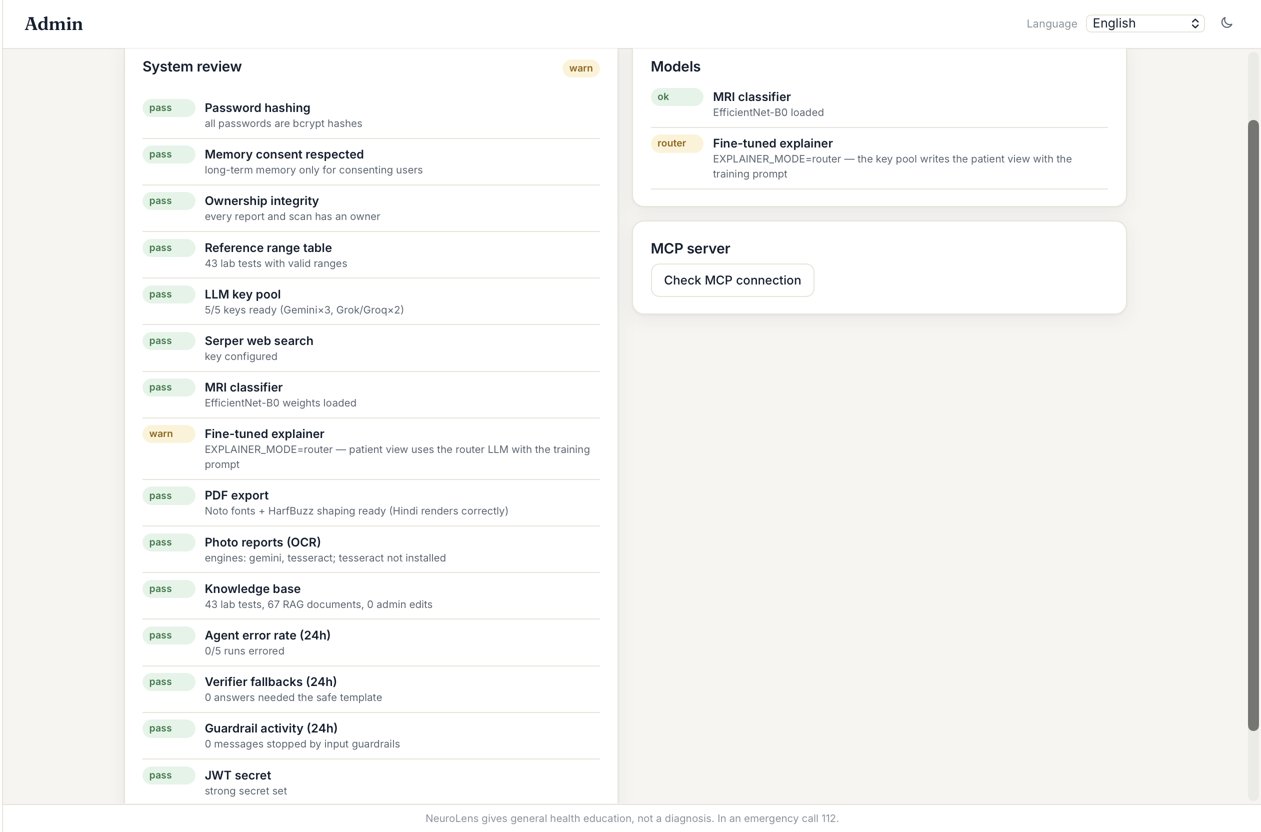 Admin
Language English
System review
warn
pass Password hashing
all passwords are bcrypt hashes
pass Memory consent respected
long-term memory only for consenting users
pass Ownership integrity
every report and scan has an owner
pass Reference range table
43 lab tests with valid ranges
pass LLM key pool
5/5 keys ready (Gemini×3, Grok/Groq×2)
pass Serper web search
key configured
pass MRI classifier
EfficientNet-B0 weights loaded
warn Fine-tuned explainer
EXPLAINER_MODE=router — patient view uses the router LLM with the training
prompt
pass PDF export
Noto fonts + HarfBuzz shaping ready (Hindi renders correctly)
pass Photo reports (OCR)
engines: gemini, tesseract; tesseract not installed
pass Knowledge base
43 lab tests, 67 RAG documents, 0 admin edits
pass Agent error rate (24h)
0/5 runs errored
pass Verifier fallbacks (24h)
0 answers needed the safe template
pass Guardrail activity (24h)
0 messages stopped by input guardrails
pass JWT secret
strong secret set
Models
ok MRI classifier
EfficientNet-B0 loaded
router Fine-tuned explainer
EXPLAINER_MODE=router — the key pool writes the patient view with the
training prompt
MCP server
Check MCP connection
NeuroLens gives general health education, not a diagnosis. In an emergency call 112.